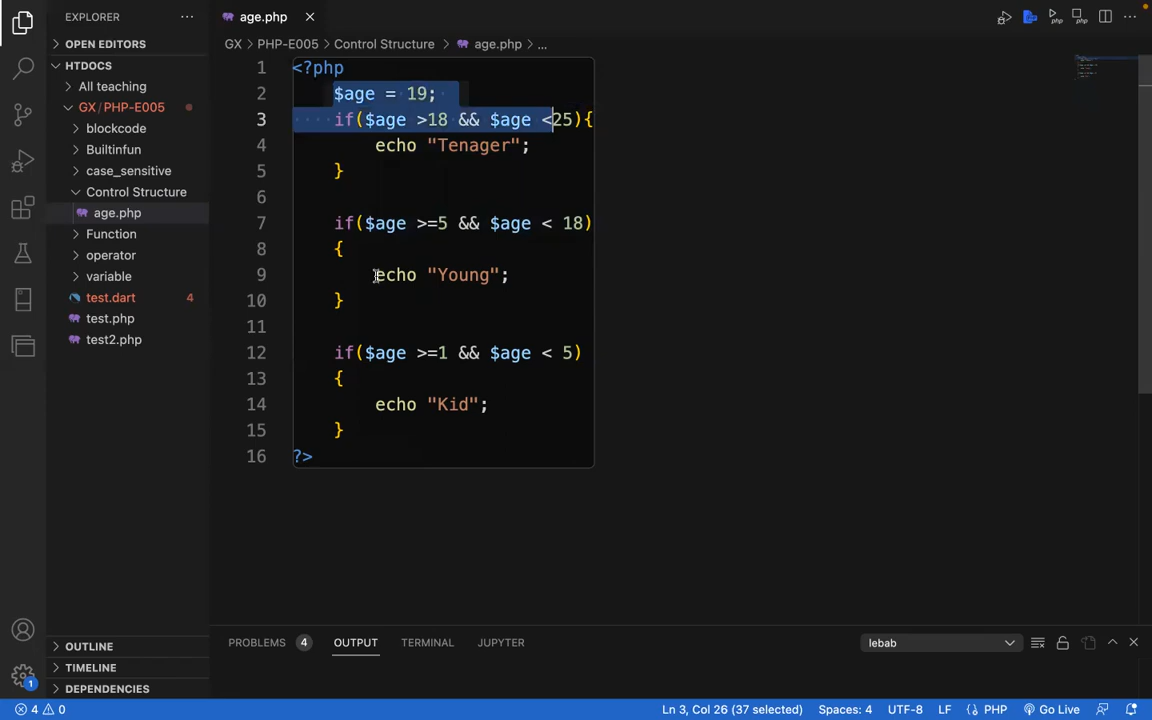 EXPLORER
age.php
OPEN EDITORS
HTDOCS
All teaching
GX / PHP-E005
blockcode
Builtinfun
case_sensitive
Control Structure
age.php
Function
operator
variable
test.dart 4
test.php
test2.php
OUTLINE
TIMELINE
DEPENDENCIES
php php
GX > PHP-E005 > Control Structure > age.php > ...
1 <?php
2 $age = 19;
3 if($age >18 && $age <25){
4 echo "Tenager";
5 }
6
7 if($age >=5 && $age < 18)
8 {
9 echo "Young";
10 }
11
12 if($age >=1 && $age < 5)
13 {
14 echo "Kid";
15 }
16 ?>
PROBLEMS 4 OUTPUT TERMINAL JUPYTER lebab
1
4 0 Ln 3, Col 26 (37 selected) Spaces: 4 UTF-8 LF {} PHP Go Live